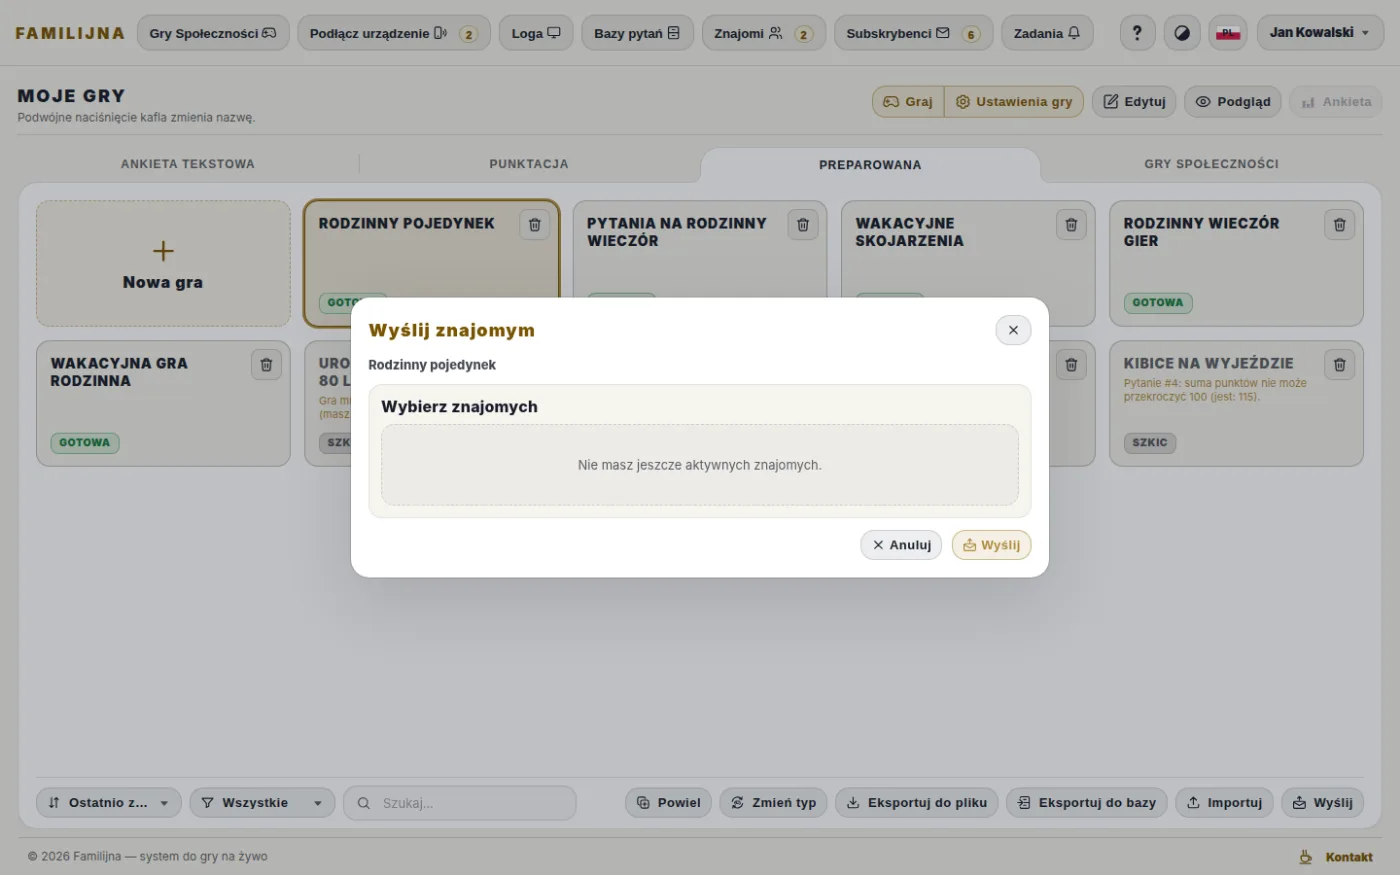 FAMILIJNA
Gry Społeczności
Podłącz urządzenie 2
Loga
Bazy pytań
Znajomi 2
Subskrybenci 6
Zadania
?
PL
Jan Kowalski
MOJE GRY
Podwójne naciśnięcie kafla zmienia nazwę.
Graj
Ustawienia gry
Edytuj
Podgląd
Ankieta
ANKIETA TEKSTOWA
PUNKTACJA
PREPAROWANA
GRY SPOŁECZNOŚCI
Nowa gra
RODZINNY POJEDYNEK
PYTANIA NA RODZINNY
WIECZÓR
WAKACYJNE
SKOJARZENIA
RODZINNY WIECZÓR
GIER
GOTOWA
WAKACYJNA GRA
RODZINNA
GOTOWA
80 L
Gra
(masz
KIBICE NA WYJEŹDZIE
Pytanie #4: suma punktów nie może
przekroczyć 100 (jest: 115).
SZKIC
Wyślij znajomym
Rodzinny pojedynek
Wybierz znajomych
Nie masz jeszcze aktywnych znajomych.
Anuluj
Wyślij
Ostatnio z...
Wszystkie
Szukaj...
Powiel
Zmień typ
Eksportuj do pliku
Eksportuj do bazy
Importuj
Wyślij
© 2026 Familijna — system do gry na żywo
Kontakt